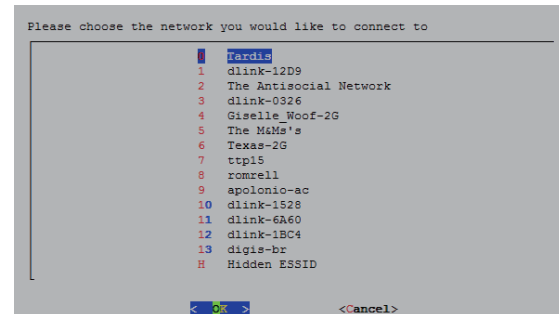 Please choose the network you would like to connect to
0 Tardis
1 dlink-12D9
2 The Antisocial Network
3 dlink-0326
4 Giselle_Woof-2G
5 The M&Ms's
6 Texas-2G
7 ttp15
8 romrell
9 apolonio-ac
10 dlink-1528
11 dlink-6A60
12 dlink-1BC4
13 digis-br
H Hidden ESSID
< OK > <Cancel>